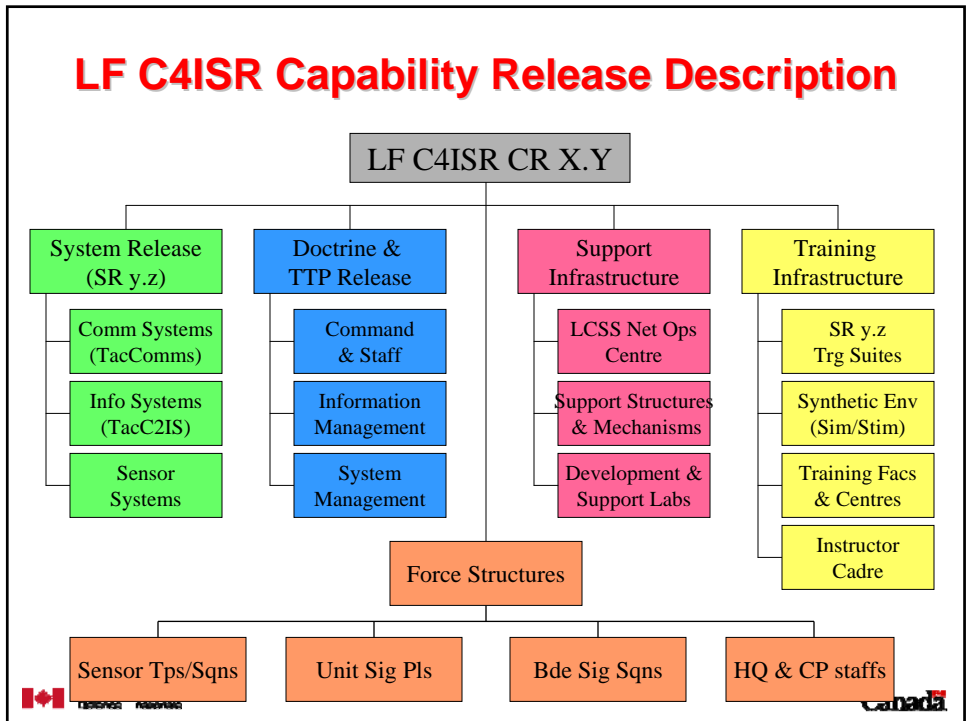 LF C4ISR Capability Release Description
LF C4ISR CR X.Y
System Release
(SR y.z)
Comm Systems
(TacComms)
Info Systems
(TacC2IS)
Sensor
Systems
Doctrine &
TTP Release
Command
& Staff
Information
Management
System
Management
Support
Infrastructure
LCSS Net Ops
Centre
Support Structures
& Mechanisms
Development &
Support Labs
Training
Infrastructure
SR y.z
Trg Suites
Synthetic Env
(Sim/Stim)
Training Facs
& Centres
Instructor
Cadre
Force Structures
Sensor Tps/Sqns
Unit Sig Pls
Bde Sig Sqns
HQ & CP staffs
Canada